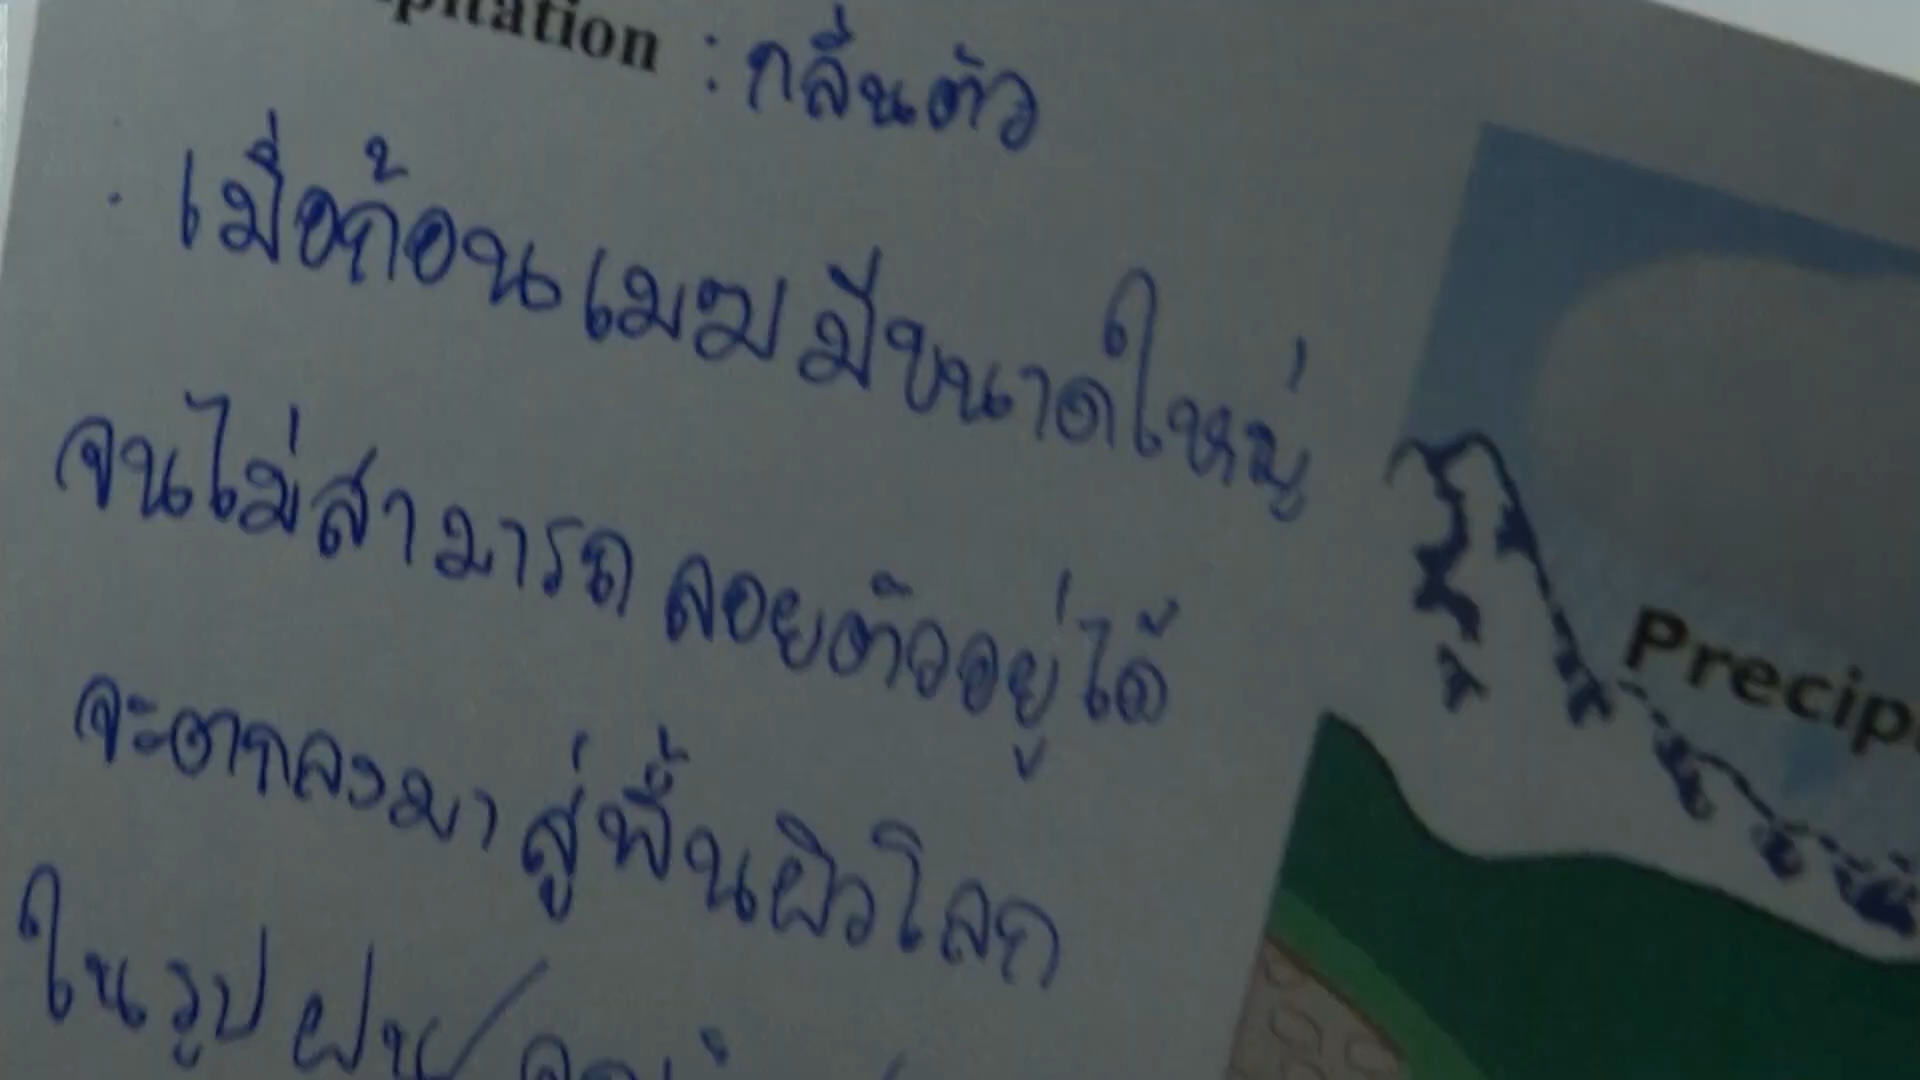 pitation : กลั่นตัว
เมื่อก้อนเมฆมีขนาดใหญ่
จนไม่สามารถลอยตัวอยู่ได้
จะตกลงมาสู่พื้นผิวโลก
ในรูปฝน/
Precip